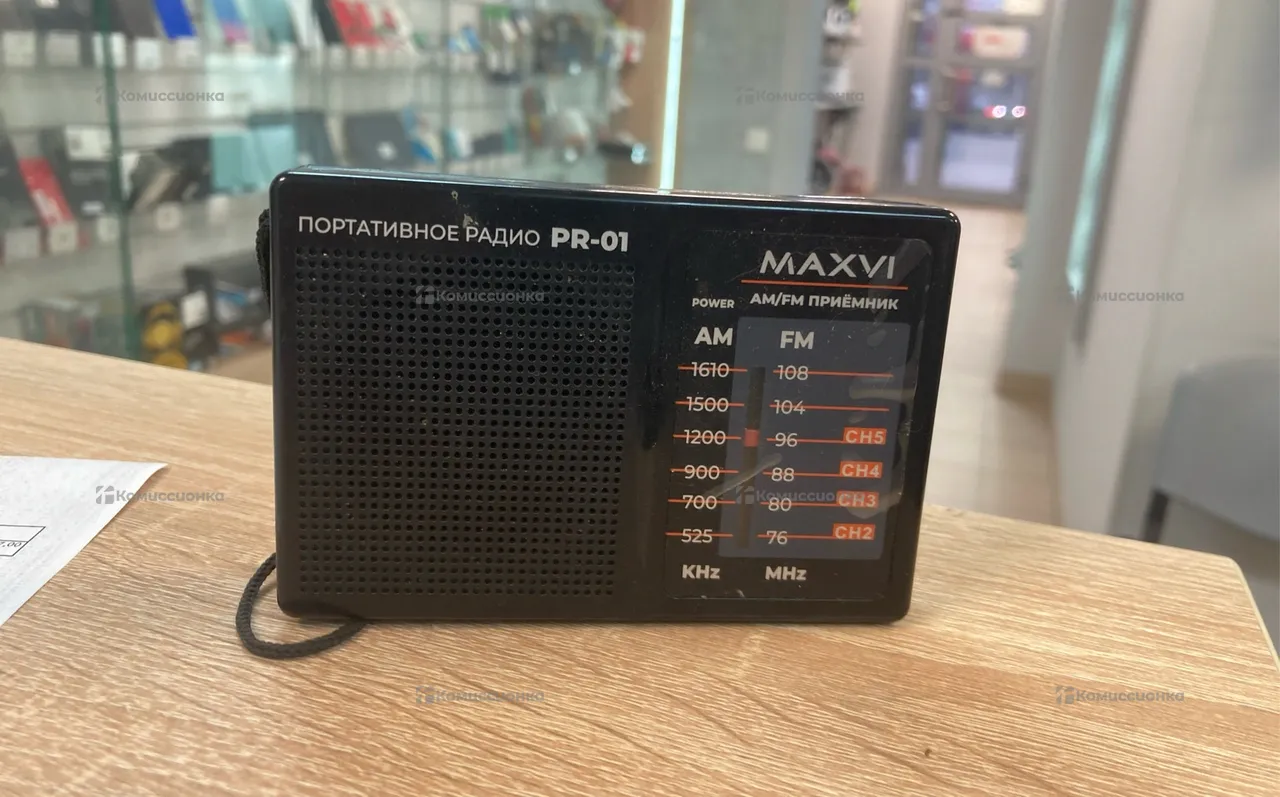 ПОРТАТИВНОЕ РАДИО PR-01
MAXVI
POWER AM/FM ПРИЁМНИК
AM FM
1610 108
1500 104
1200 96 CH5
900 88 CH4
700 80 CH3
525 76 CH2
KHz MHz
Комиссионка
Комиссионка
Комиссионка
Комиссионка
Комиссионка
Комиссионка
Комиссионка
Комиссионка